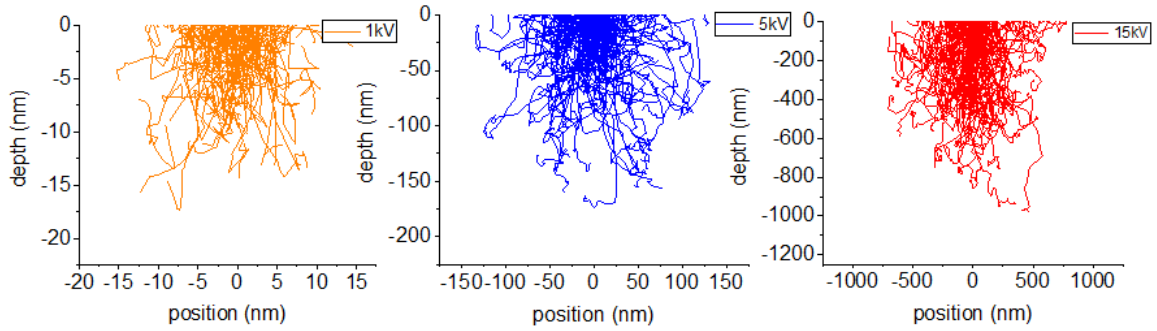 1kV
0
-5
-10
-15
-20
depth (nm)
-20 -15 -10 -5 0 5 10 15
position (nm)
5kV
0
-50
-100
-150
-200
depth (nm)
-150 -100 -50 0 50 100 150
position (nm)
15kV
0
-200
-400
-600
-800
-1000
-1200
depth (nm)
-1000 -500 0 500 1000
position (nm)